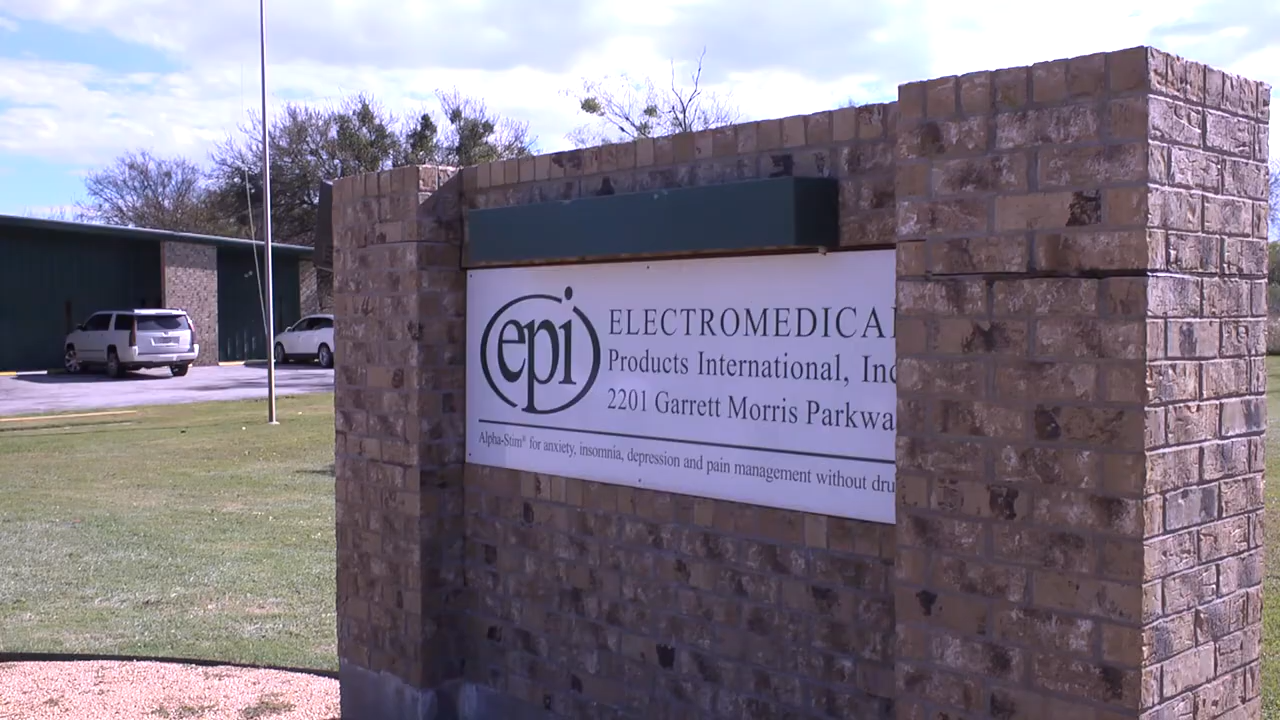 epi
ELECTROMEDICAL
Products International, Inc
2201 Garrett Morris Parkwa
Alpha-Stim® for anxiety, insomnia, depression and pain management without dru